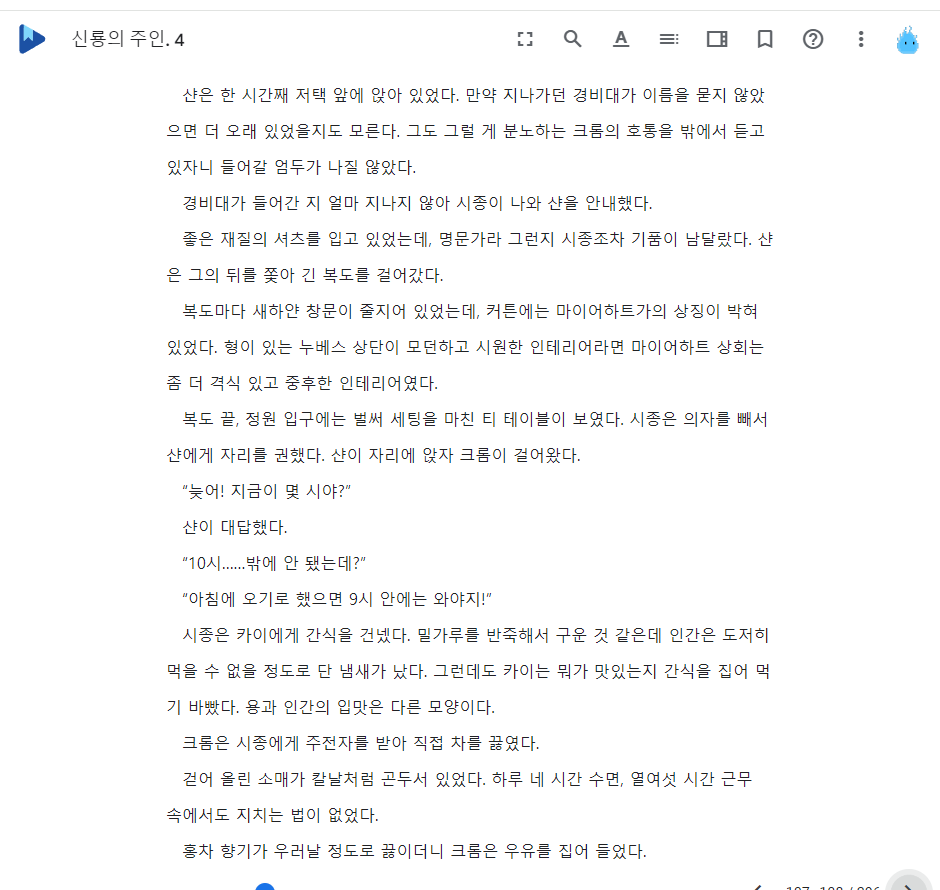 신룡의 주인. 4
샨은 한 시간째 저택 앞에 앉아 있었다. 만약 지나가던 경비대가 이름을 묻지 않았
으면 더 오래 있었을지도 모른다. 그도 그럴 게 분노하는 크롬의 호통을 밖에서 듣고
있자니 들어갈 엄두가 나질 않았다.
경비대가 들어간 지 얼마 지나지 않아 시종이 나와 샨을 안내했다.
좋은 재질의 셔츠를 입고 있었는데, 명문가라 그런지 시종조차 기품이 남달랐다. 샨
은 그의 뒤를 쫓아 긴 복도를 걸어갔다.
복도마다 새하얀 창문이 줄지어 있었는데, 커튼에는 마이어하트가의 상징이 박혀
있었다. 형이 있는 누베스 상단이 모던하고 시원한 인테리어라면 마이어하트 상회는
좀 더 격식 있고 중후한 인테리어였다.
복도 끝, 정원 입구에는 벌써 세팅을 마친 티 테이블이 보였다. 시종은 의자를 빼서
샨에게 자리를 권했다. 샨이 자리에 앉자 크롬이 걸어왔다.
“늦어! 지금이 몇 시야?”
샨이 대답했다.
“10시……밖에 안 됐는데?”
“아침에 오기로 했으면 9시 안에는 와야지!”
시종은 카이에게 간식을 건넸다. 밀가루를 반죽해서 구운 것 같은데 인간은 도저히
먹을 수 없을 정도로 단 냄새가 났다. 그런데도 카이는 뭐가 맛있는지 간식을 집어 먹
기 바빴다. 용과 인간의 입맛은 다른 모양이다.
크롬은 시종에게 주전자를 받아 직접 차를 끓였다.
걷어 올린 소매가 칼날처럼 곤두서 있었다. 하루 네 시간 수면, 열여섯 시간 근무
속에서도 지치는 법이 없었다.
홍차 향기가 우러날 정도로 끓이더니 크롬은 우유를 집어 들었다.